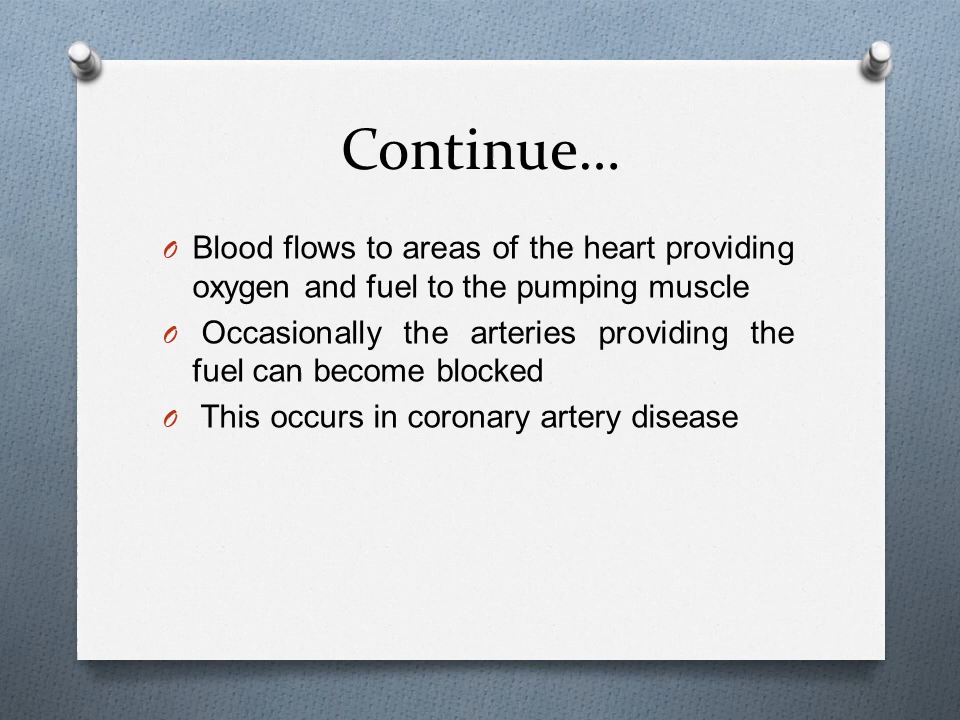 Continue...
Blood flows to areas of the heart providing
oxygen and fuel to the pumping muscle
Occasionally the arteries providing the
fuel can become blocked
This occurs in coronary artery disease